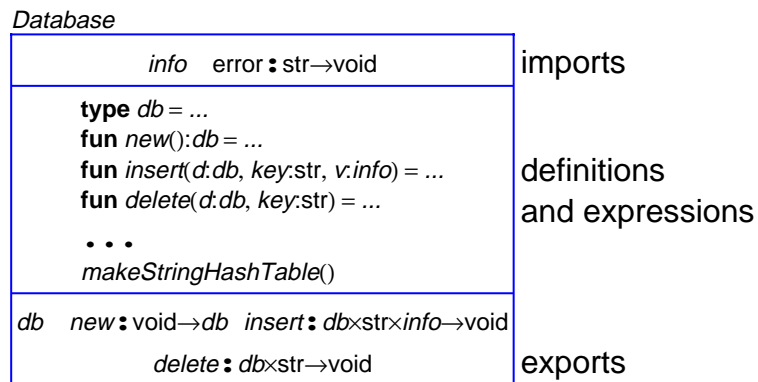 Database
info error:str→void imports
type db = ...
fun new():db = ...
fun insert(d:db, key:str, v:info) = ... definitions
fun delete(d:db, key:str) = ... and expressions
...
makeStringHashTable()
db new:void→db insert:db×str×info→void
delete:db×str→void exports